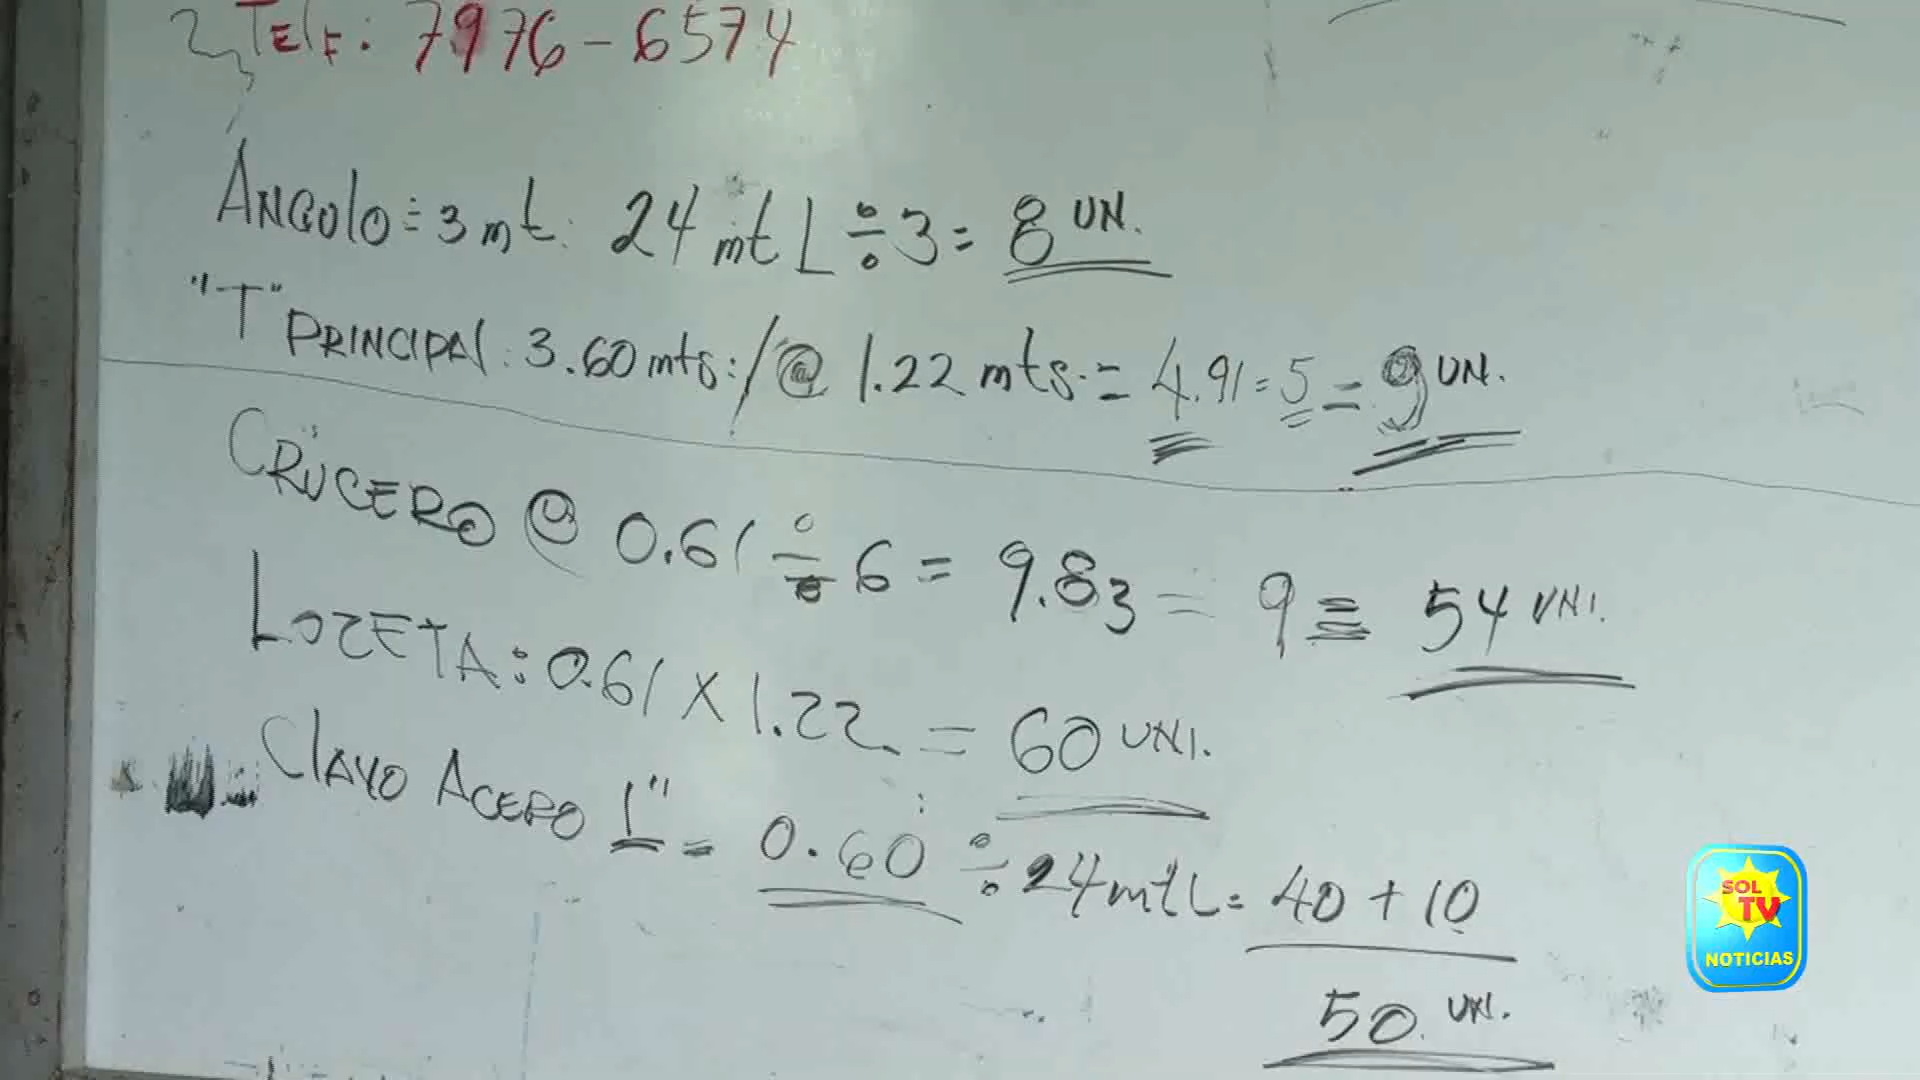 Telf: 7976-6574
ANGULO ÷ 3 mt: 24 mt L ÷ 3 = 8 UN.
"T" PRINCIPAL: 3.60 mts: / @ 1.22 mts. = 4.91 = 5 = 9 UN.
CRUCERO @ 0.61 ÷ 6 = 9.83 = 9 = 54 UNI.
LOZETA: 0.61 X 1.22 = 60 UNI.
CLAVO ACERO 1" = 0.60 ÷ 24 mt L = 40 + 10
50 UN.
SOL
TV
NOTICIAS